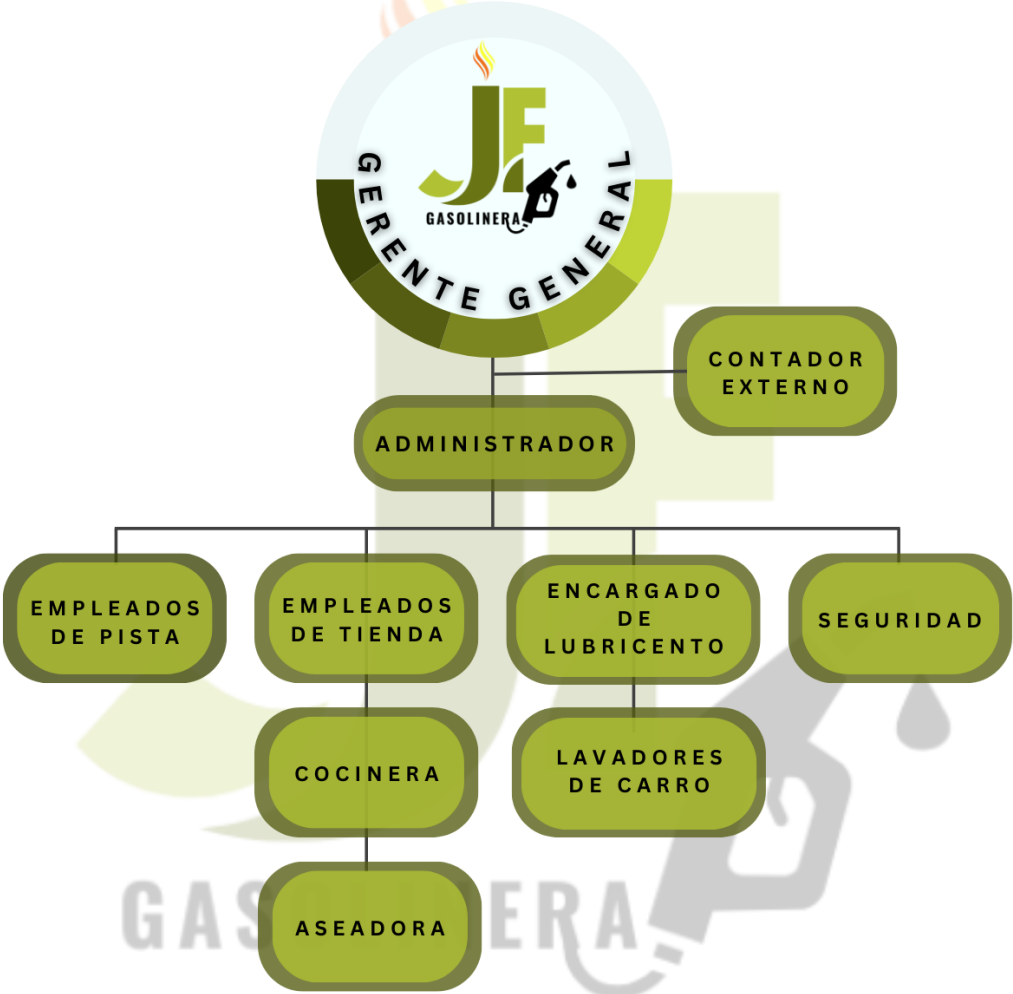 JF
GASOLINERA
GERENTE GENERAL
CONTADOR
EXTERNO
ADMINISTRADOR
EMPLEADOS
DE PISTA
EMPLEADOS
DE TIENDA
ENCARGADO
DE
LUBRICENTO
SEGURIDAD
COCINERA
LAVADORES
DE CARRO
ASEADORA
JF
GASOLINERA